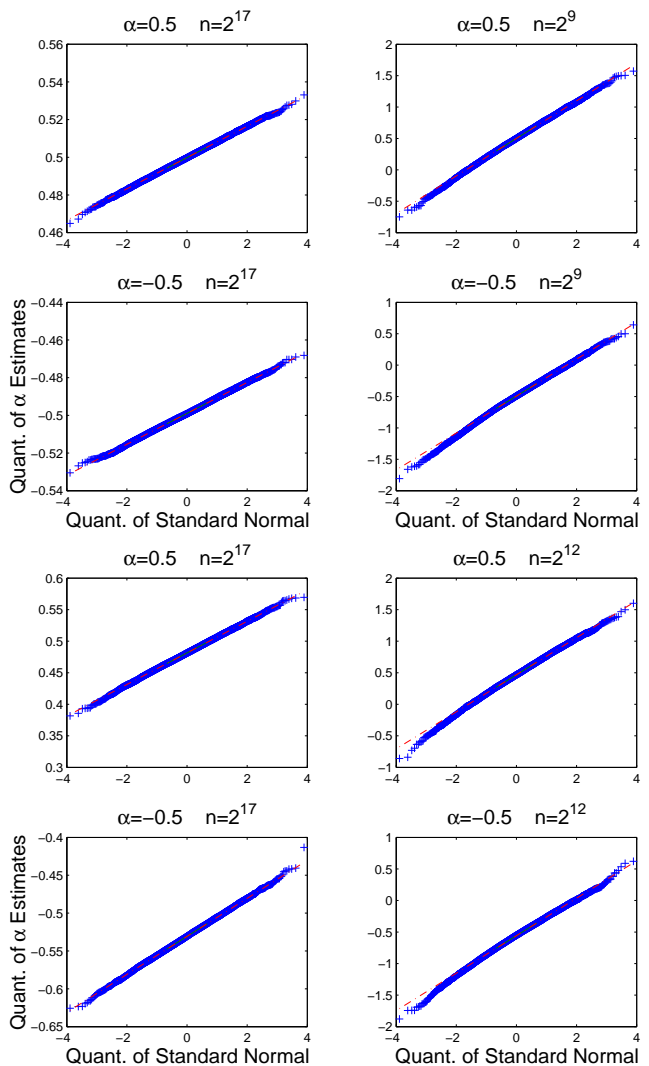 α=0.5 n=2^17
0.56
0.54
0.52
0.5
0.48
0.46
−4 −2 0 2 4
α=0.5 n=2^9
2
1.5
1
0.5
0
−0.5
−1
−4 −2 0 2 4
α=−0.5 n=2^17
−0.44
−0.46
−0.48
−0.5
−0.52
−0.54
−4 −2 0 2 4
Quant. of α Estimates
Quant. of Standard Normal
α=−0.5 n=2^9
1
0.5
0
−0.5
−1
−1.5
−2
−4 −2 0 2 4
Quant. of Standard Normal
α=0.5 n=2^17
0.6
0.55
0.5
0.45
0.4
0.35
0.3
−4 −2 0 2 4
α=0.5 n=2^12
2
1.5
1
0.5
0
−0.5
−1
−4 −2 0 2 4
α=−0.5 n=2^17
−0.4
−0.45
−0.5
−0.55
−0.6
−0.65
−4 −2 0 2 4
Quant. of α Estimates
Quant. of Standard Normal
α=−0.5 n=2^12
1
0.5
0
−0.5
−1
−1.5
−2
−4 −2 0 2 4
Quant. of Standard Normal